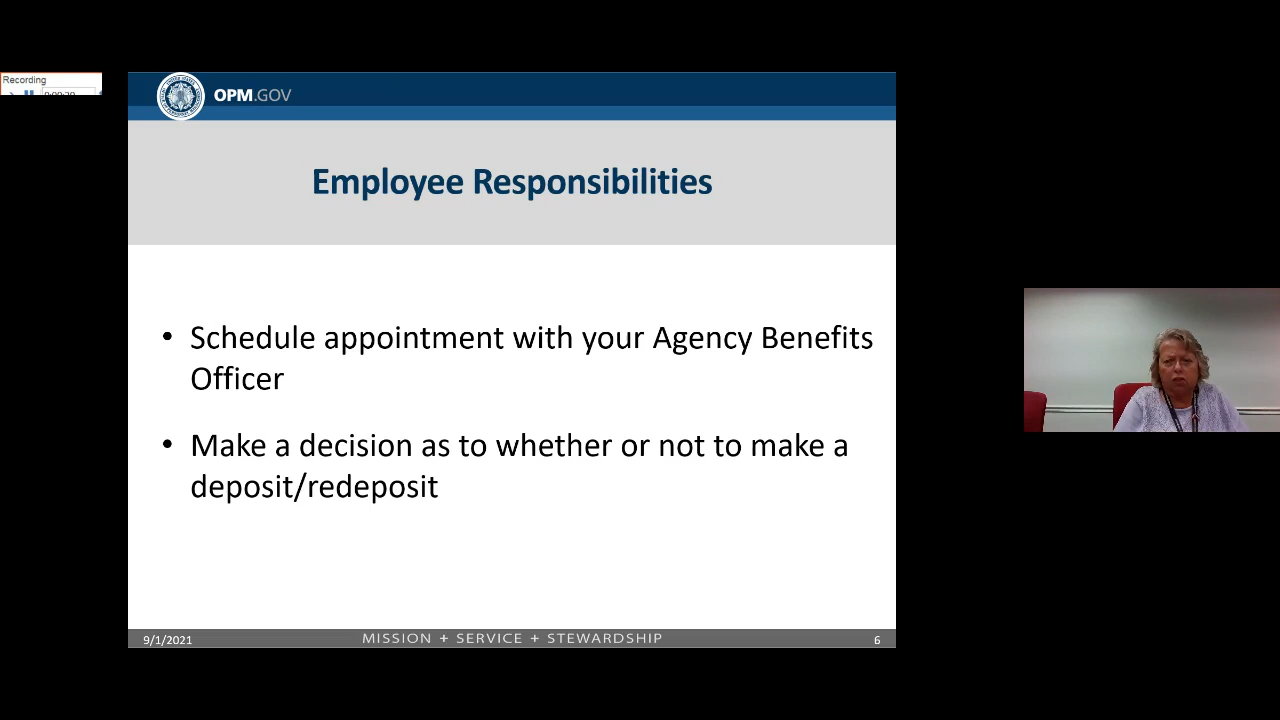 Recording
OPM.GOV
Employee Responsibilities
• Schedule appointment with your Agency Benefits
Officer
• Make a decision as to whether or not to make a
deposit/redeposit
9/1/2021
MISSION + SERVICE + STEWARDSHIP
6